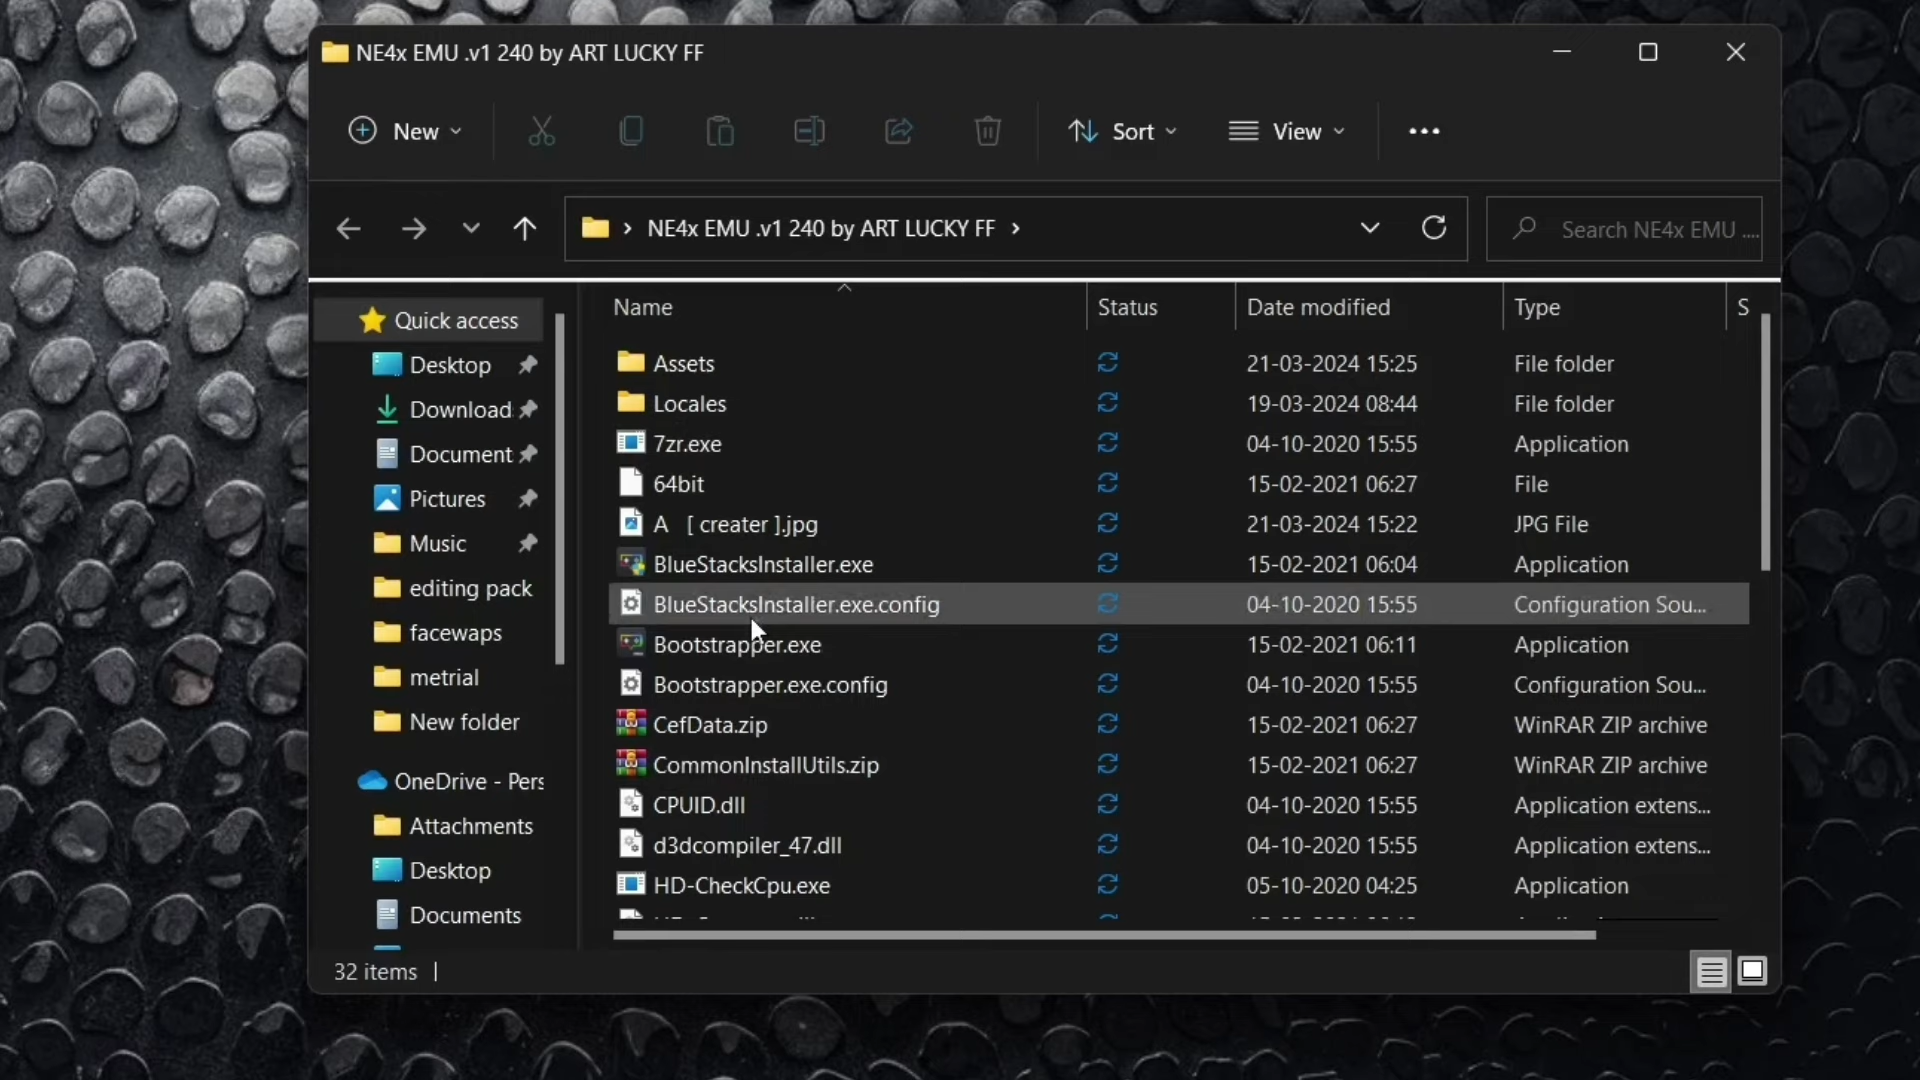 NE4x EMU .v1 240 by ART LUCKY FF
New
Sort
View
NE4x EMU .v1 240 by ART LUCKY FF
Search NE4x EMU ....
Name Status Date modified Type S
Quick access
Desktop
Download
Document
Pictures
Music
editing pack
facewaps
metrial
New folder
OneDrive - Pers
Attachments
Desktop
Documents
Assets 21-03-2024 15:25 File folder
Locales 19-03-2024 08:44 File folder
7zr.exe 04-10-2020 15:55 Application
64bit 15-02-2021 06:27 File
A [ creater ].jpg 21-03-2024 15:22 JPG File
BlueStacksInstaller.exe 15-02-2021 06:04 Application
BlueStacksInstaller.exe.config 04-10-2020 15:55 Configuration Sou...
Bootstrapper.exe 15-02-2021 06:11 Application
Bootstrapper.exe.config 04-10-2020 15:55 Configuration Sou...
CefData.zip 15-02-2021 06:27 WinRAR ZIP archive
CommonInstallUtils.zip 15-02-2021 06:27 WinRAR ZIP archive
CPUID.dll 04-10-2020 15:55 Application extens...
d3dcompiler_47.dll 04-10-2020 15:55 Application extens...
HD-CheckCpu.exe 05-10-2020 04:25 Application
32 items